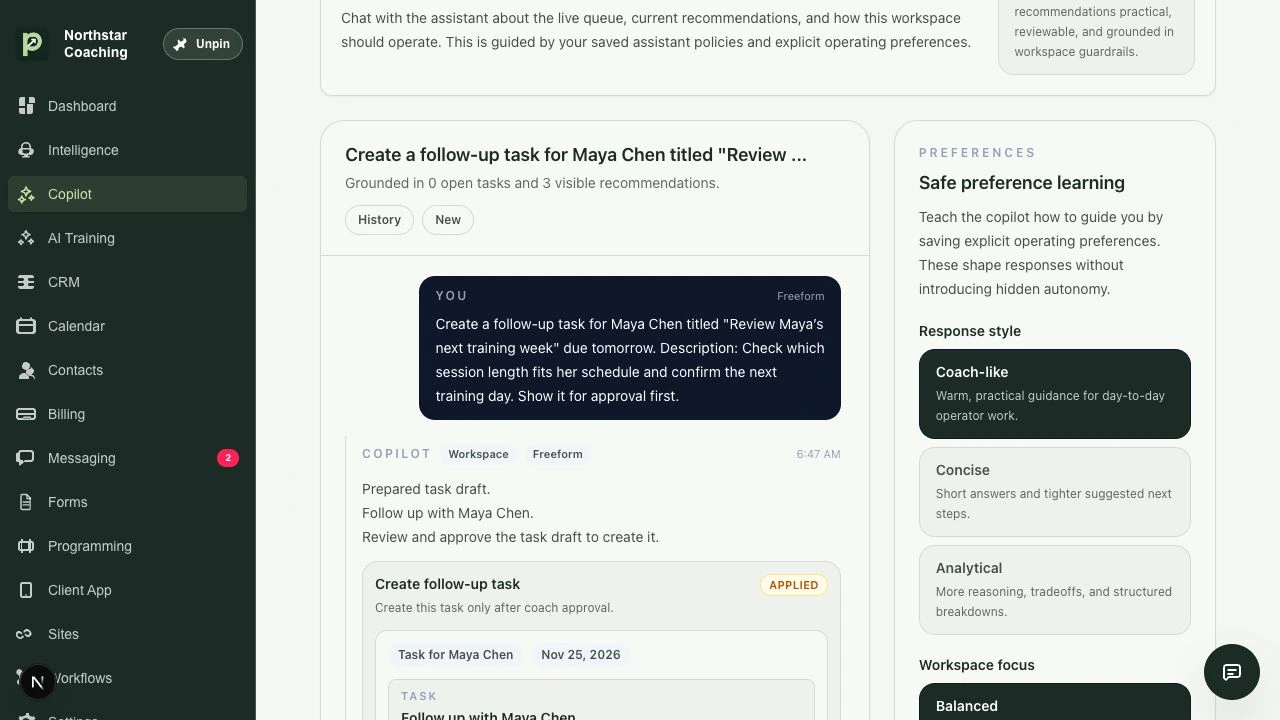 Northstar
Coaching
Unpin
Dashboard
Intelligence
Copilot
AI Training
CRM
Calendar
Contacts
Billing
Messaging
2
Forms
Programming
Client App
Sites
Workflows
Settings
N
Chat with the assistant about the live queue, current recommendations, and how this workspace
should operate. This is guided by your saved assistant policies and explicit operating preferences.
recommendations practical,
reviewable, and grounded in
workspace guardrails.
Create a follow-up task for Maya Chen titled "Review ...
Grounded in 0 open tasks and 3 visible recommendations.
History
New
YOU
Freeform
Create a follow-up task for Maya Chen titled "Review Maya's
next training week" due tomorrow. Description: Check which
session length fits her schedule and confirm the next
training day. Show it for approval first.
COPILOT
Workspace
Freeform
6:47 AM
Prepared task draft.
Follow up with Maya Chen.
Review and approve the task draft to create it.
Create follow-up task
APPLIED
Create this task only after coach approval.
Task for Maya Chen
Nov 25, 2026
TASK
Follow up with Maya Chen
PREFERENCES
Safe preference learning
Teach the copilot how to guide you by
saving explicit operating preferences.
These shape responses without
introducing hidden autonomy.
Response style
Coach-like
Warm, practical guidance for day-to-day
operator work.
Concise
Short answers and tighter suggested next
steps.
Analytical
More reasoning, tradeoffs, and structured
breakdowns.
Workspace focus
Balanced